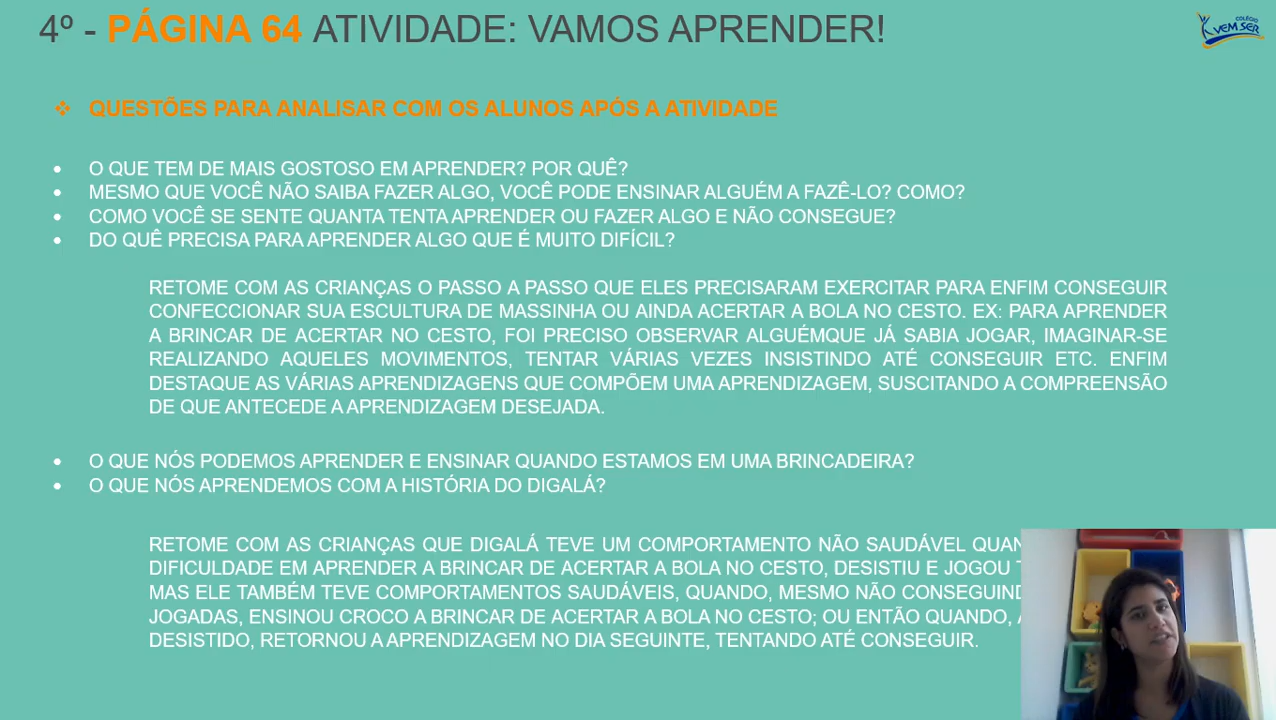 4º - PÁGINA 64 ATIVIDADE: VAMOS APRENDER!
COLÉGIO
VEM SER
❖ QUESTÕES PARA ANALISAR COM OS ALUNOS APÓS A ATIVIDADE
• O QUE TEM DE MAIS GOSTOSO EM APRENDER? POR QUÊ?
• MESMO QUE VOCÊ NÃO SAIBA FAZER ALGO, VOCÊ PODE ENSINAR ALGUÉM A FAZÊ-LO? COMO?
• COMO VOCÊ SE SENTE QUANTA TENTA APRENDER OU FAZER ALGO E NÃO CONSEGUE?
• DO QUÊ PRECISA PARA APRENDER ALGO QUE É MUITO DIFÍCIL?
RETOME COM AS CRIANÇAS O PASSO A PASSO QUE ELES PRECISARAM EXERCITAR PARA ENFIM CONSEGUIR
CONFECCIONAR SUA ESCULTURA DE MASSINHA OU AINDA ACERTAR A BOLA NO CESTO. EX: PARA APRENDER
A BRINCAR DE ACERTAR NO CESTO, FOI PRECISO OBSERVAR ALGUÉMQUE JÁ SABIA JOGAR, IMAGINAR-SE
REALIZANDO AQUELES MOVIMENTOS, TENTAR VÁRIAS VEZES INSISTINDO ATÉ CONSEGUIR ETC. ENFIM
DESTAQUE AS VÁRIAS APRENDIZAGENS QUE COMPÕEM UMA APRENDIZAGEM, SUSCITANDO A COMPREENSÃO
DE QUE ANTECEDE A APRENDIZAGEM DESEJADA.
• O QUE NÓS PODEMOS APRENDER E ENSINAR QUANDO ESTAMOS EM UMA BRINCADEIRA?
• O QUE NÓS APRENDEMOS COM A HISTÓRIA DO DIGALÁ?
RETOME COM AS CRIANÇAS QUE DIGALÁ TEVE UM COMPORTAMENTO NÃO SAUDÁVEL
DIFICULDADE EM APRENDER A BRINCAR DE ACERTAR A BOLA NO CESTO, DESISTIU E JOGOU
MAS ELE TAMBÉM TEVE COMPORTAMENTOS SAUDÁVEIS, QUANDO, MESMO NÃO
JOGADAS, ENSINOU CROCO A BRINCAR DE ACERTAR A BOLA NO CESTO; OU ENTÃO QUANDO,
DESISTIDO, RETORNOU A APRENDIZAGEM NO DIA SEGUINTE, TENTANDO ATÉ CONSEGUIR.